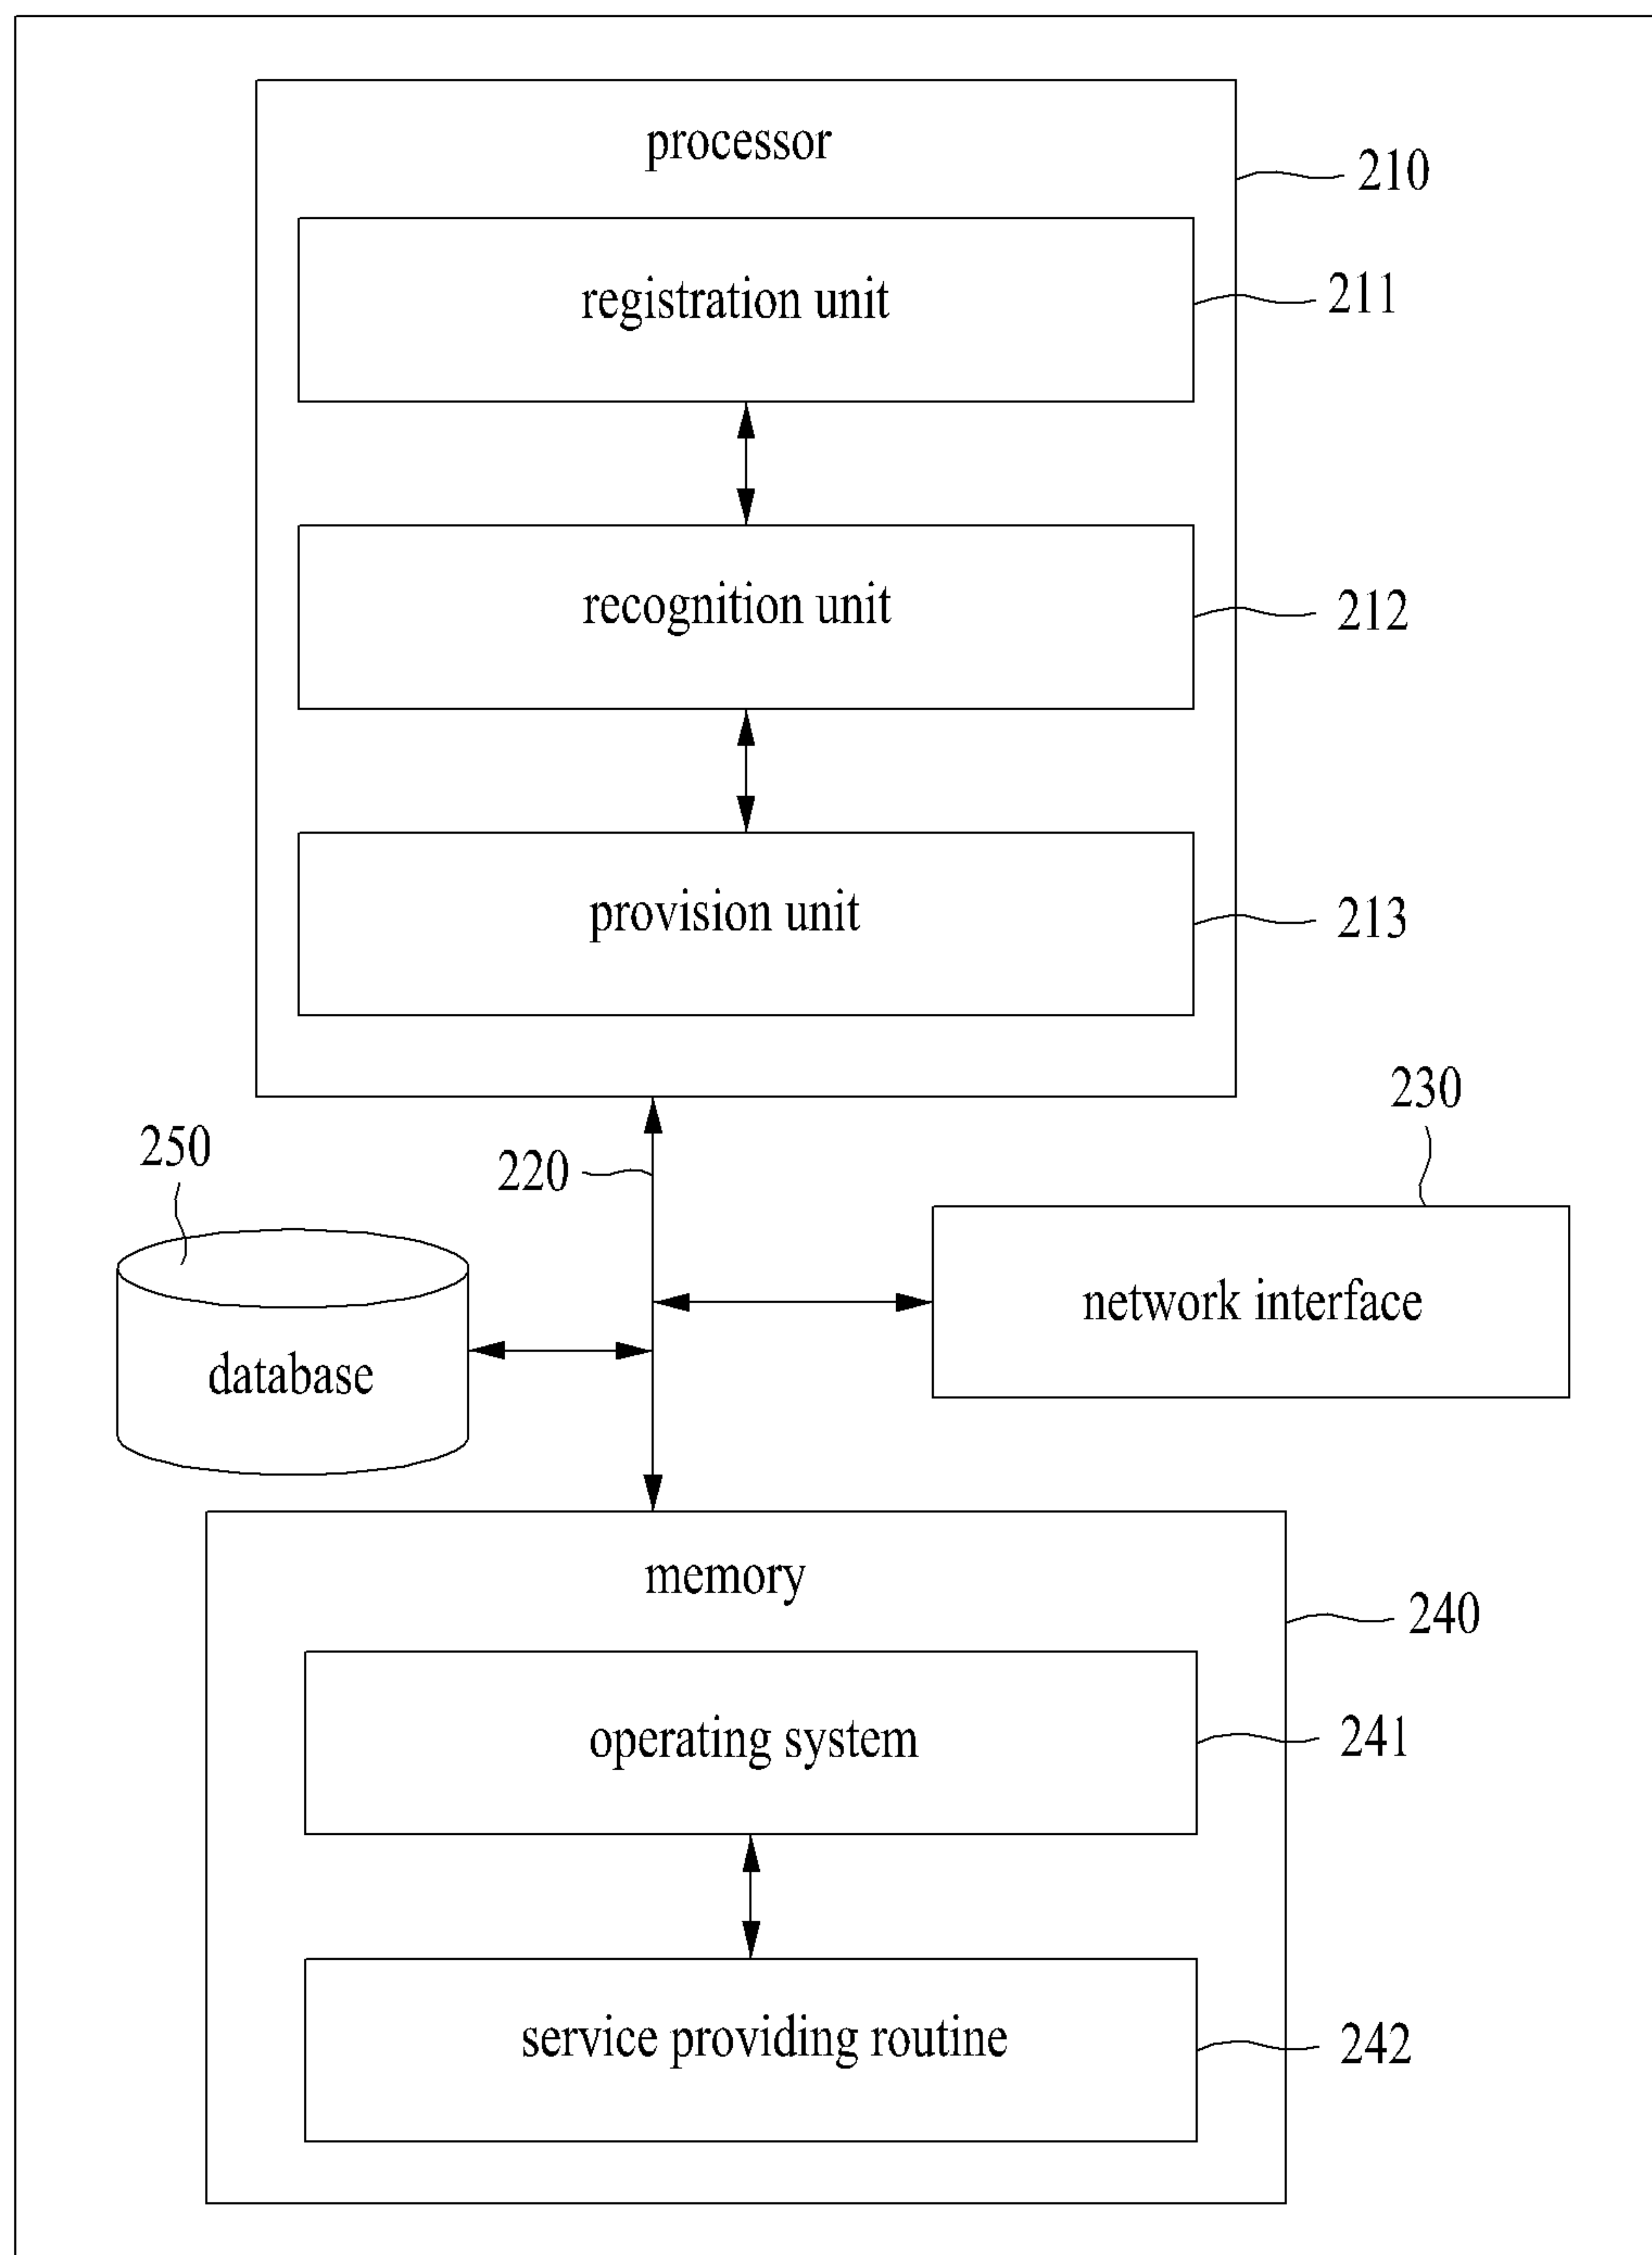 processor
210
registration unit
211
recognition unit
212
provision unit
213
230
250
220
network interface
database
memory
240
operating system
241
service providing routine
242